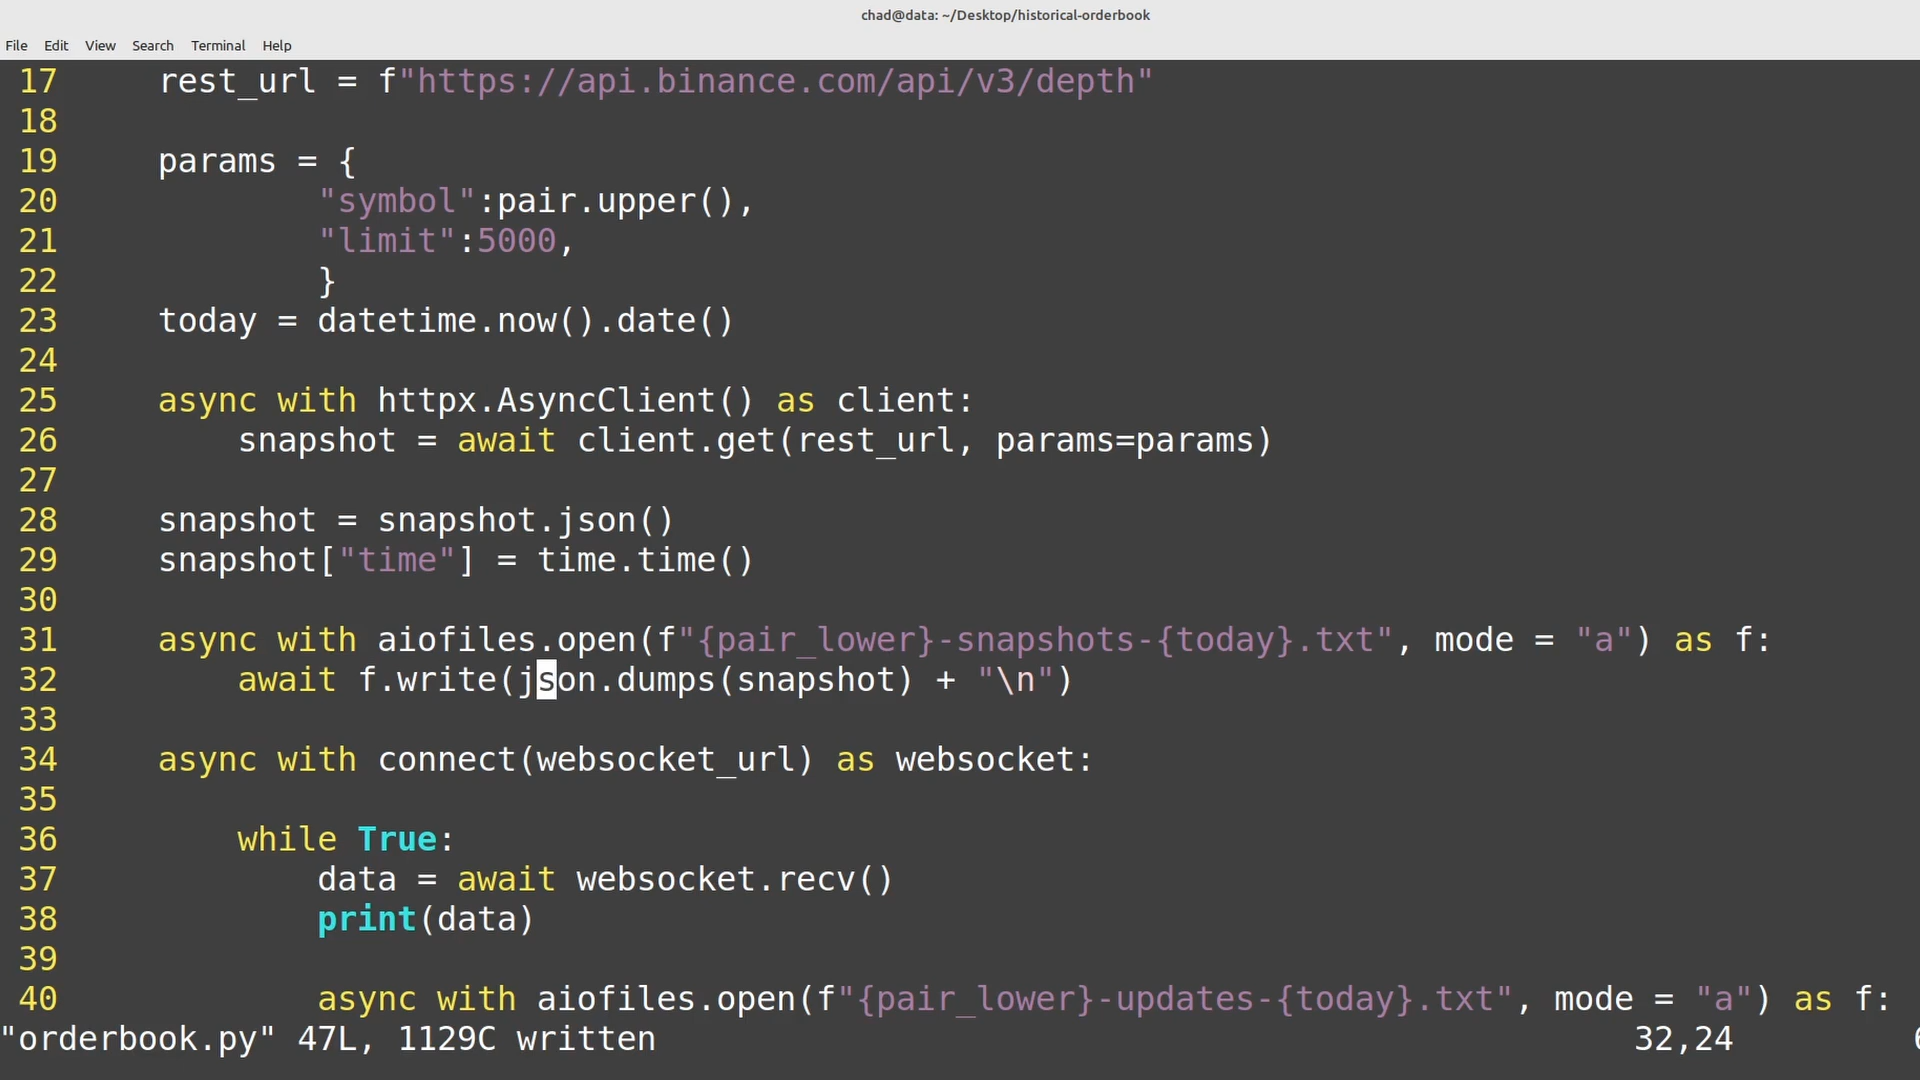 chad@data: ~/Desktop/historical-orderbook
File Edit View Search Terminal Help
17     rest_url = f"https://api.binance.com/api/v3/depth"
18
19     params = {
20             "symbol":pair.upper(),
21             "limit":5000,
22             }
23     today = datetime.now().date()
24
25     async with httpx.AsyncClient() as client:
26         snapshot = await client.get(rest_url, params=params)
27
28     snapshot = snapshot.json()
29     snapshot["time"] = time.time()
30
31     async with aiofiles.open(f"{pair_lower}-snapshots-{today}.txt", mode = "a") as f:
32         await f.write(json.dumps(snapshot) + "\n")
33
34     async with connect(websocket_url) as websocket:
35
36         while True:
37             data = await websocket.recv()
38             print(data)
39
40             async with aiofiles.open(f"{pair_lower}-updates-{today}.txt", mode = "a") as f:
"orderbook.py" 47L, 1129C written 32,24